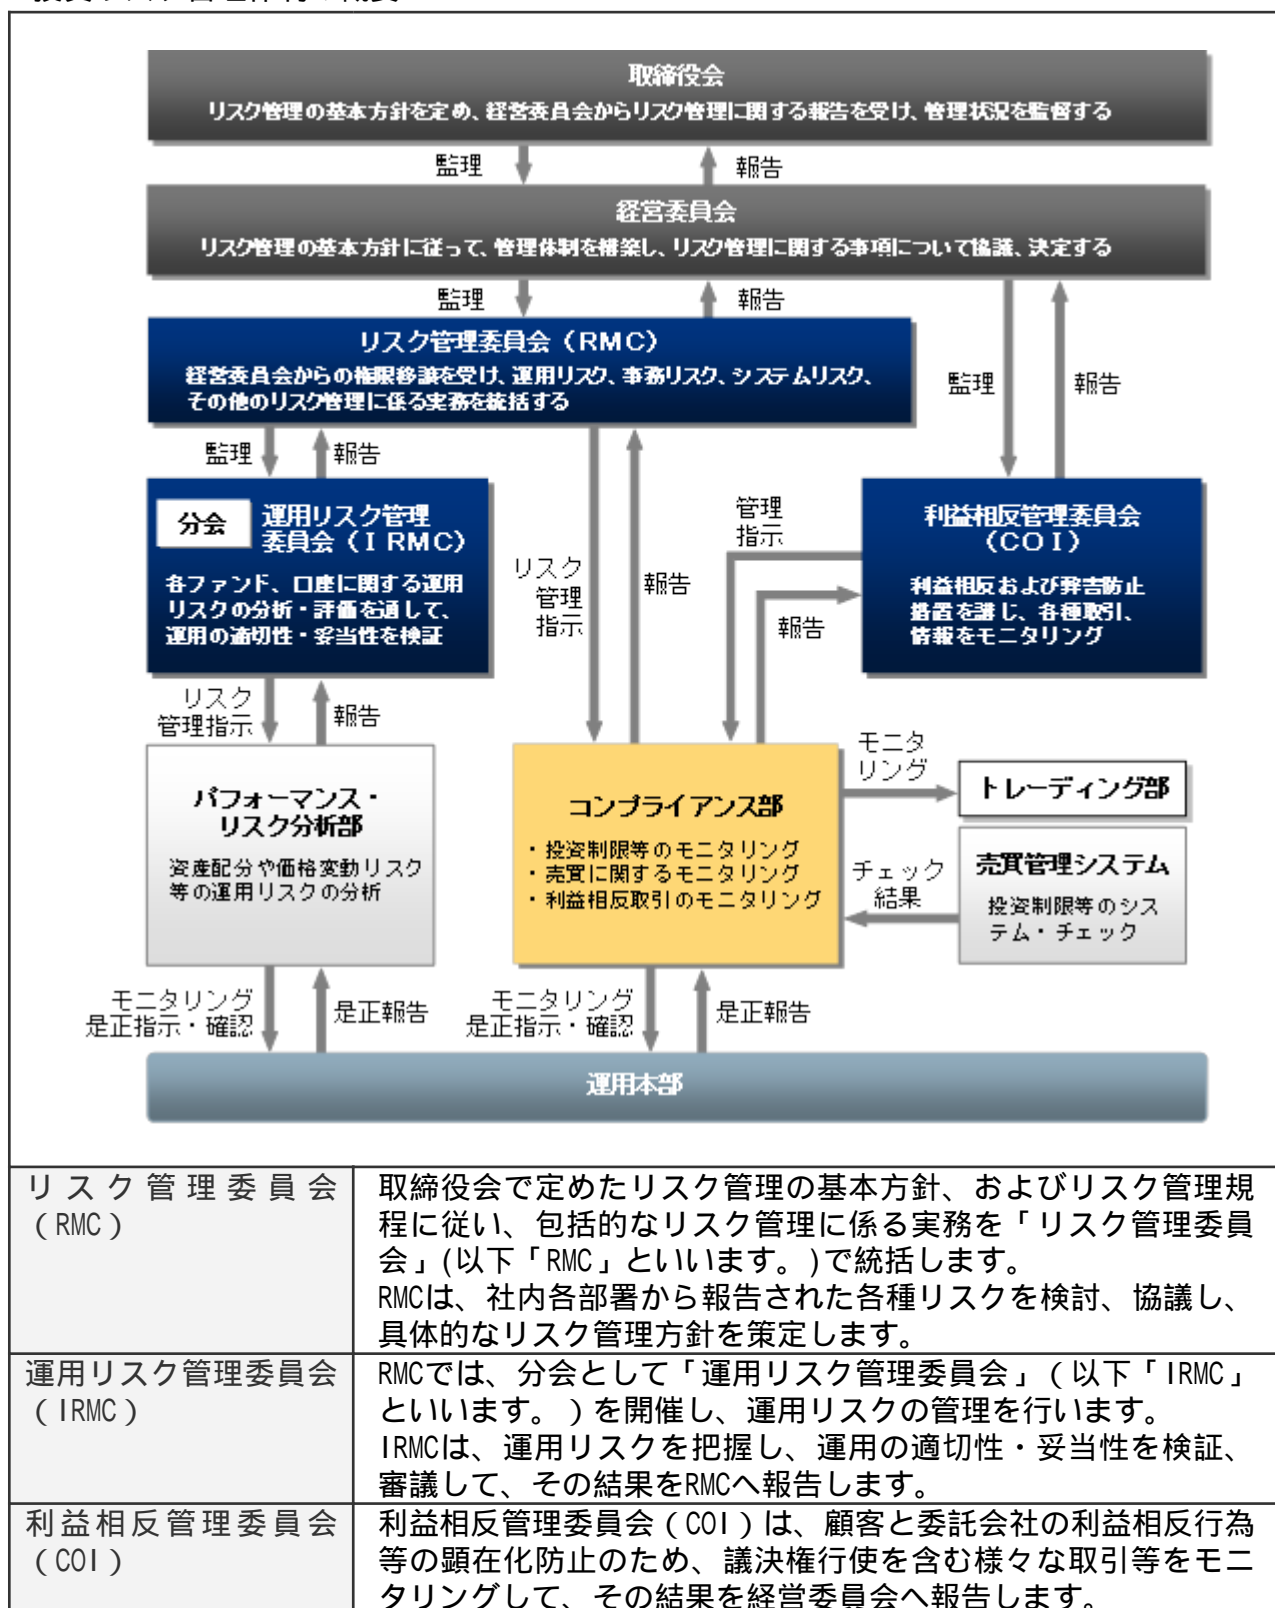 取締役会
リスク管理の基本方針を定め、経営委員会からリスク管理に関する報告を受け、管理状況を監督する
監理
報告
経営委員会
リスク管理の基本方針に従って、管理体制を構築し、リスク管理に関する事項について協議、決定する
監理
報告
リスク管理委員会（RMC）
経営委員会からの権限移譲を受け、運用リスク、事務リスク、システムリスク、
その他のリスク管理に係る実務を統括する
監理
報告
監理
報告
分会
運用リスク管理
委員会（IRMC）
各ファンド、口座に関する運用
リスクの分析・評価を通して、
運用の適切性・妥当性を検証
リスク
管理
指示
報告
管理
指示
報告
利益相反管理委員会
（COI）
利益相反および弊害防止
措置を講じ、各種取引、
情報をモニタリング
リスク
管理指示
報告
パフォーマンス・
リスク分析部
資産配分や価格変動リスク
等の運用リスクの分析
コンプライアンス部
・投資制限等のモニタリング
・売買に関するモニタリング
・利益相反取引のモニタリング
モニタ
リング
トレーディング部
チェック
結果
売買管理システム
投資制限等のシス
テム・チェック
モニタリング
是正指示・確認
是正報告
モニタリング
是正指示・確認
是正報告
運用本部
リスク管理委員会
（RMC）
取締役会で定めたリスク管理の基本方針、およびリスク管理規
程に従い、包括的なリスク管理に係る実務を「リスク管理委員
会」(以下「RMC」といいます。)で統括します。
RMCは、社内各部署から報告された各種リスクを検討、協議し、
具体的なリスク管理方針を策定します。
運用リスク管理委員会
（IRMC）
RMCでは、分会として「運用リスク管理委員会」（以下「IRMC」
といいます。）を開催し、運用リスクの管理を行います。
IRMCは、運用リスクを把握し、運用の適切性・妥当性を検証、
審議して、その結果をRMCへ報告します。
利益相反管理委員会
（COI）
利益相反管理委員会（COI）は、顧客と委託会社の利益相反行為
等の顕在化防止のため、議決権行使を含む様々な取引等をモニ
タリングして、その結果を経営委員会へ報告します。